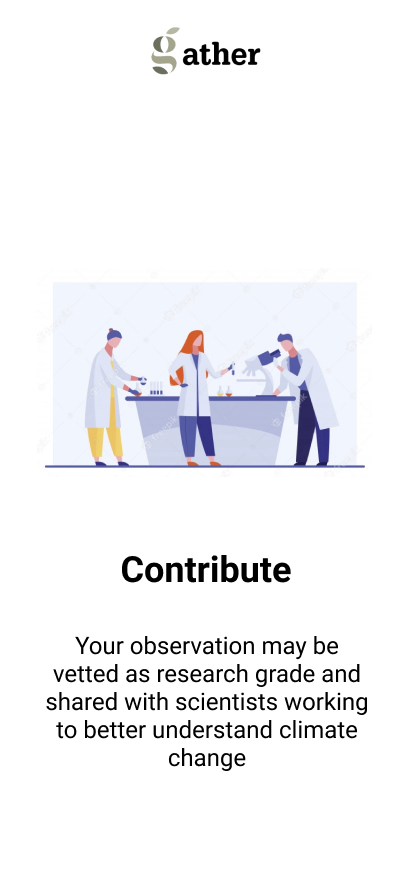 gather
Contribute
Your observation may be
vetted as research grade and
shared with scientists working
to better understand climate
change